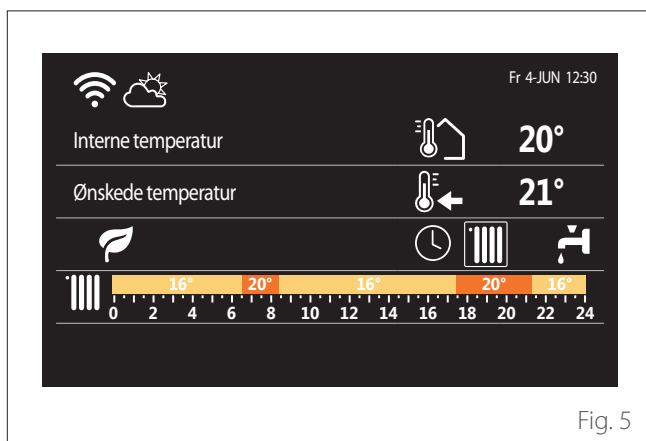 Fr 4-JUN 12:30
Interne temperatur 20°
Ønskede temperatur 21°
16° 20° 16° 20° 16°
0 2 4 6 8 10 12 14 16 18 20 22 24
Fig. 5